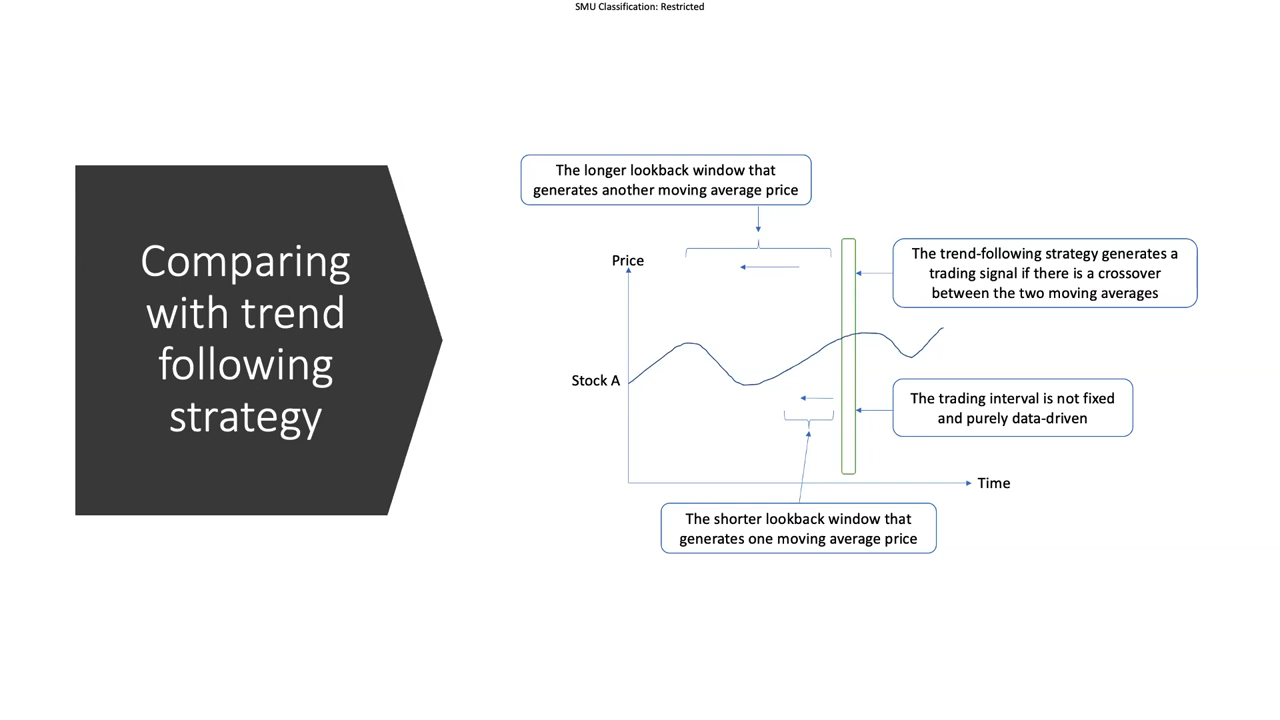 SMU Classification: Restricted
Comparing
with trend
following
strategy
The longer lookback window that
generates another moving average price
Price
The trend-following strategy generates a
trading signal if there is a crossover
between the two moving averages
Stock A
The trading interval is not fixed
and purely data-driven
Time
The shorter lookback window that
generates one moving average price